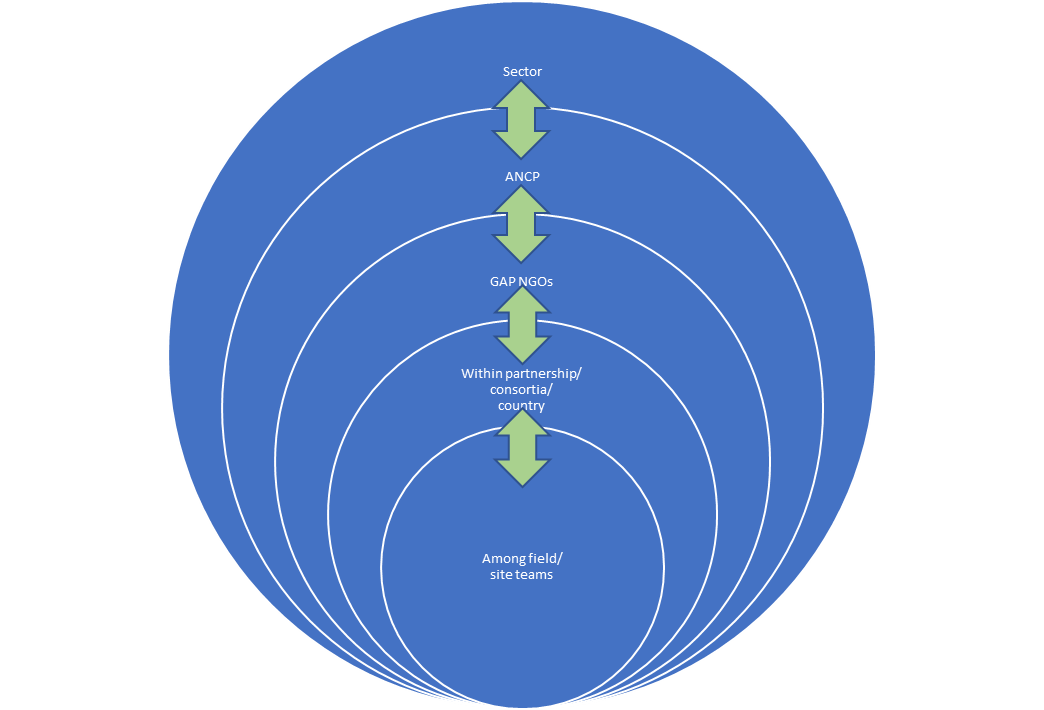 Sector
ANCP
GAP NGOs
Within partnership/
consortia/
country
Among field/
site teams